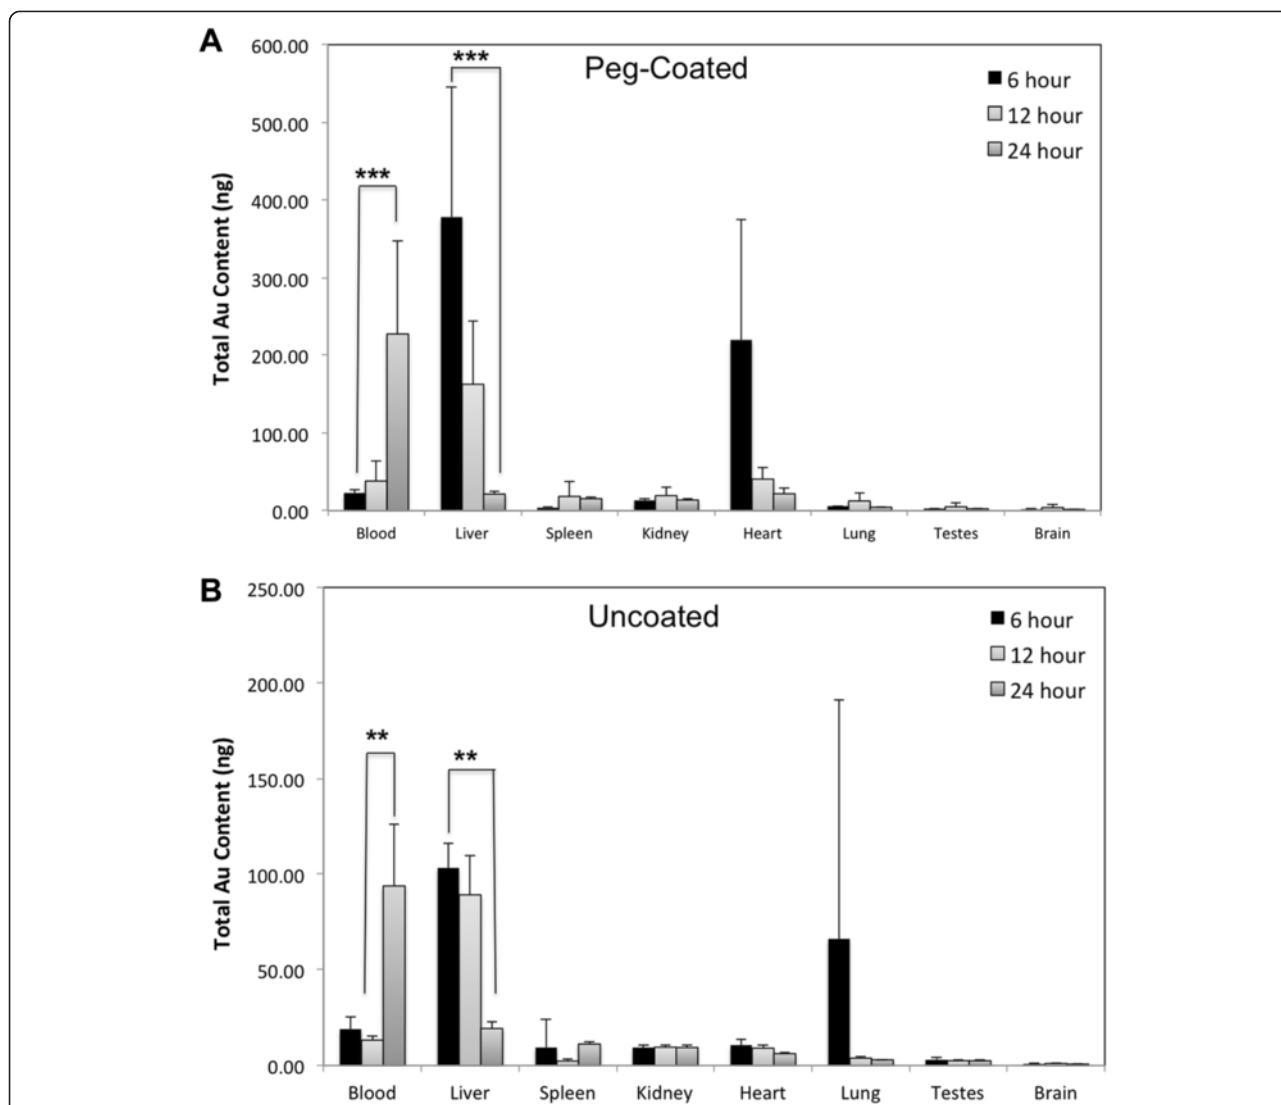 A
Peg-Coated
600.00
500.00
400.00
300.00
200.00
100.00
0.00
Total Au Content (ng)
***
***
6 hour
12 hour
24 hour
Blood Liver Spleen Kidney Heart Lung Testes Brain
B
Uncoated
250.00
200.00
150.00
100.00
50.00
0.00
Total Au Content (ng)
**
**
6 hour
12 hour
24 hour
Blood Liver Spleen Kidney Heart Lung Testes Brain